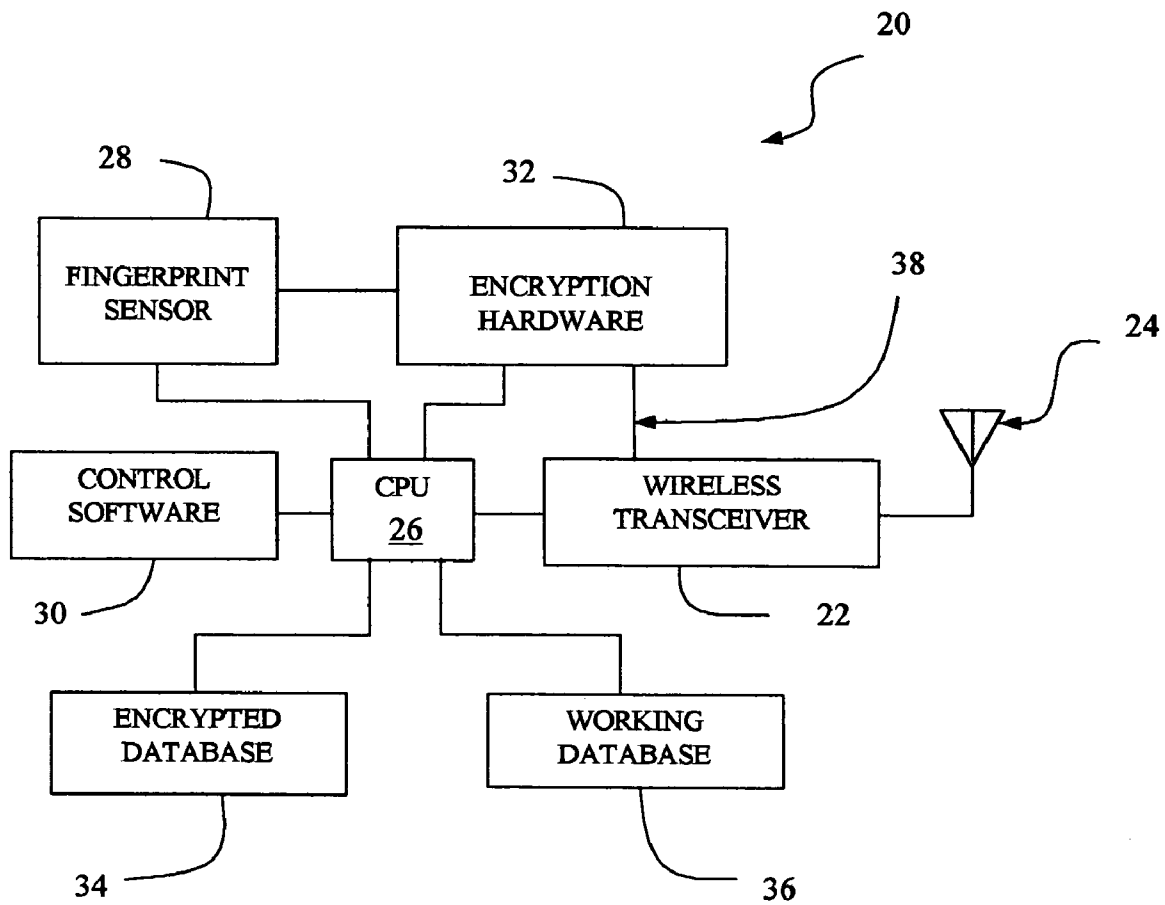 20
28
32
FINGERPRINT
SENSOR
ENCRYPTION
HARDWARE
38
24
CONTROL
SOFTWARE
CPU
26
WIRELESS
TRANSCEIVER
30
22
ENCRYPTED
DATABASE
WORKING
DATABASE
34
36